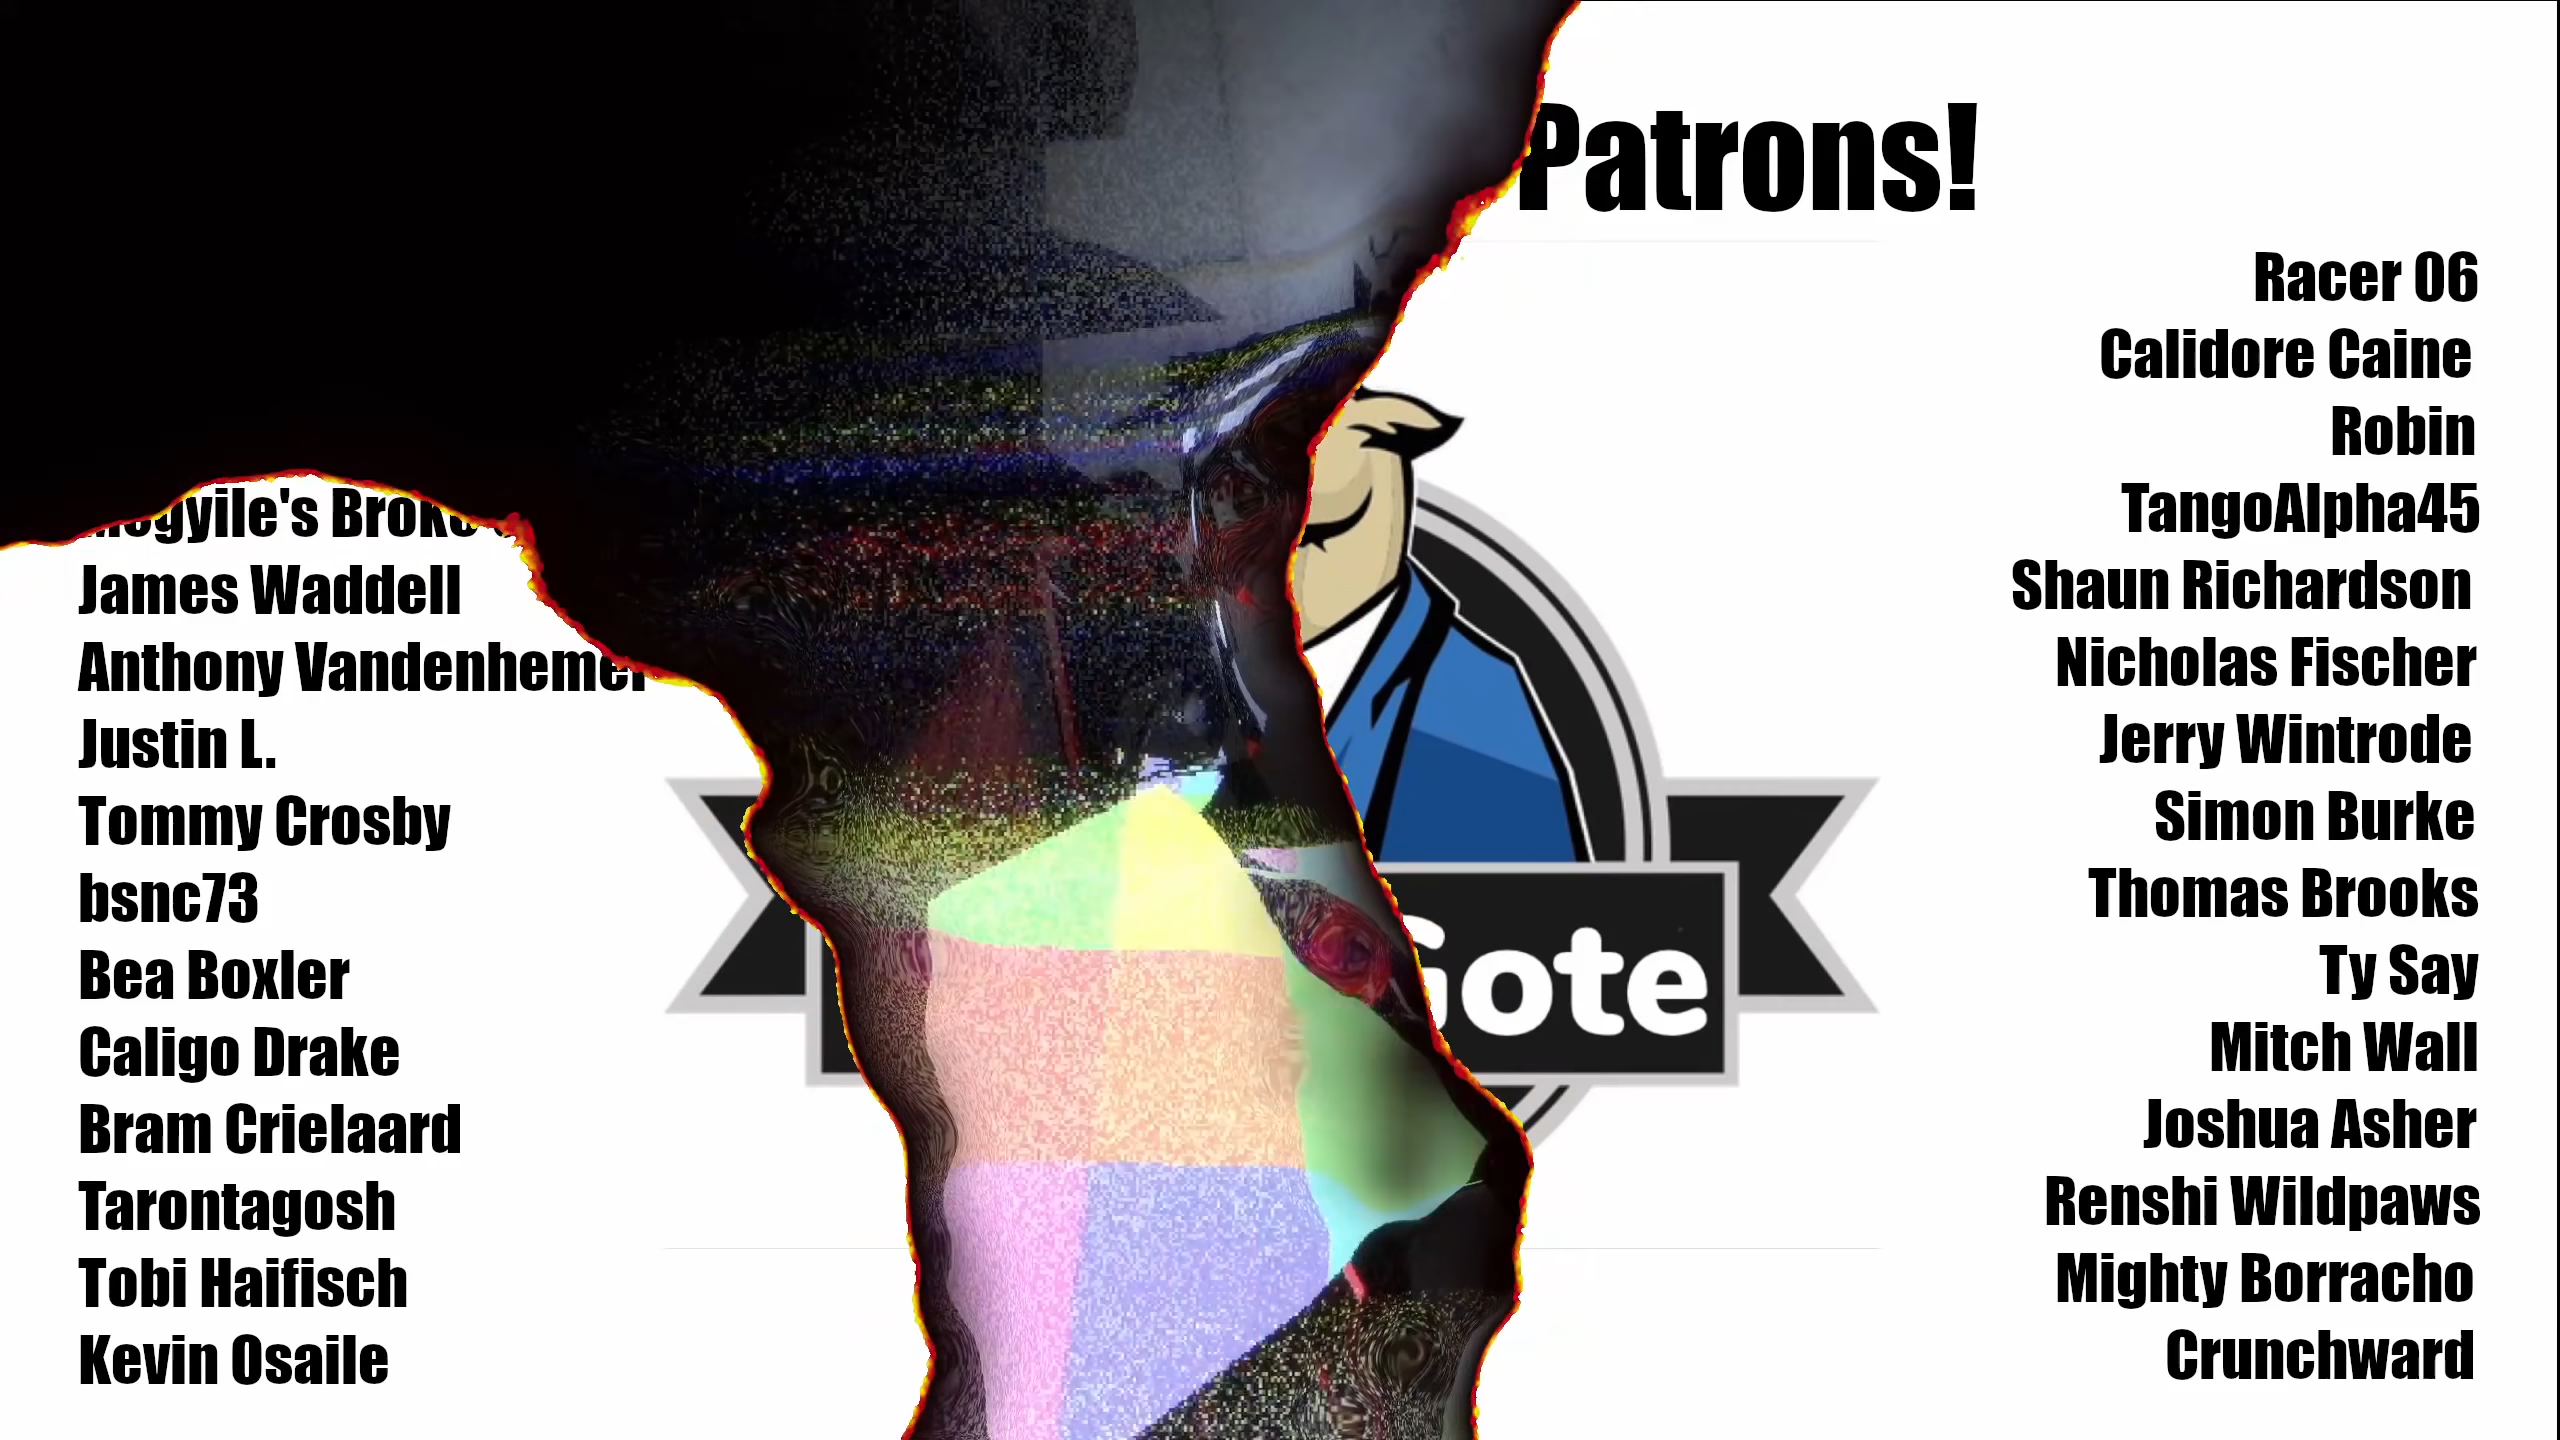 Patrons!
James Waddell
Anthony
Justin L.
Tommy Crosby
bsnc73
Bea Boxler
Caligo Drake
Bram Crielaard
Tarontagosh
Tobi Haifisch
Kevin Osaile
Gote
Racer 06
Calidore Caine
Robin
TangoAlpha45
Shaun Richardson
Nicholas Fischer
Jerry Wintrode
Simon Burke
Thomas Brooks
Ty Say
Mitch Wall
Joshua Asher
Renshi Wildpaws
Mighty Borracho
Crunchward